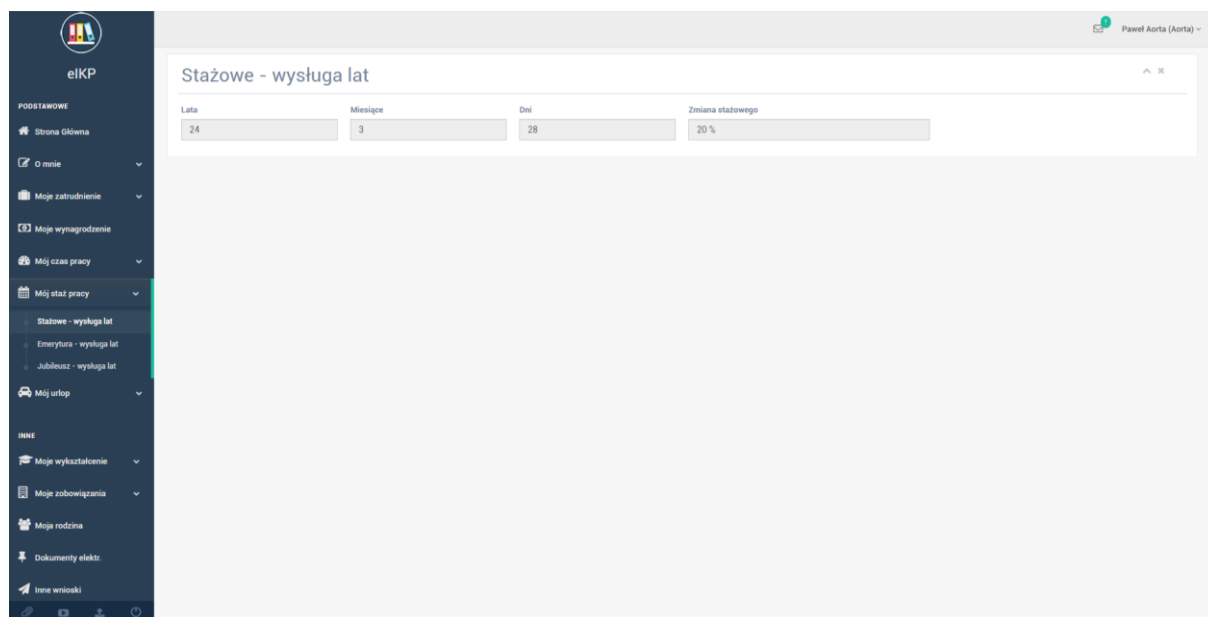 !
Paweł Aorta (Aorta)
eIKP
PODSTAWOWE
Strona Główna
O mnie
Moje zatrudnienie
Moje wynagrodzenie
Mój czas pracy
Mój staż pracy
Stażowe - wysługa lat
Emerytura - wysługa lat
Jubileusz - wysługa lat
Mój urlop
INNE
Moje wykształcenie
Moje zobowiązania
Moja rodzina
Dokumenty elektr.
Inne wnioski
Stażowe - wysługa lat
Lata Miesiące Dni Zmiana stażowego
24 3 28 20 %